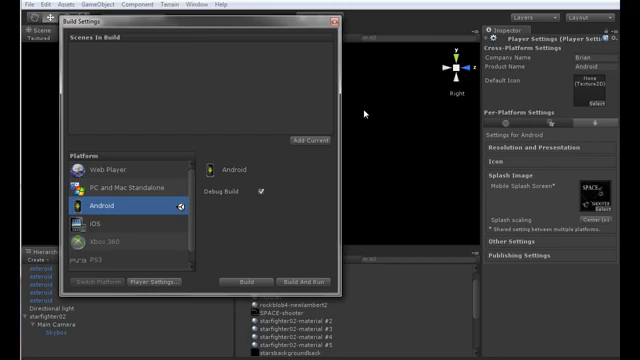 File Edit Assets GameObject Component Terrain Window Help
Build Settings
Scenes In Build
Add Current
Platform
Web Player
PC and Mac Standalone
Android
iOS
Xbox 360
PS3
Android
Debug Build
Switch Platform Player Settings... Build Build And Run
Scene
Textured
Layers Layout
y
z
Right
Inspector
Player Settings (Player Settin
Cross-Platform Settings
Company Name Brian
Product Name Android
Default Icon
None
(Texture2D)
Select
Per-Platform Settings
Settings for Android
Resolution and Presentation
Icon
Splash Image
Mobile Splash Screen*
SPACE
SHOOTER
Select
Splash scaling Center (o
* Shared setting between multiple platforms.
Other Settings
Publishing Settings
Hierarch
Create
asteroid
asteroid
asteroid
asteroid
asteroid
Directional light
starfighter02
Main Camera
Skybox
rockblob4-newlambert2
SPACE-shooter
starfighter02-material #2
starfighter02-material #3
starfighter02-material #4
starfighter02-material #5
starsbackgroundback